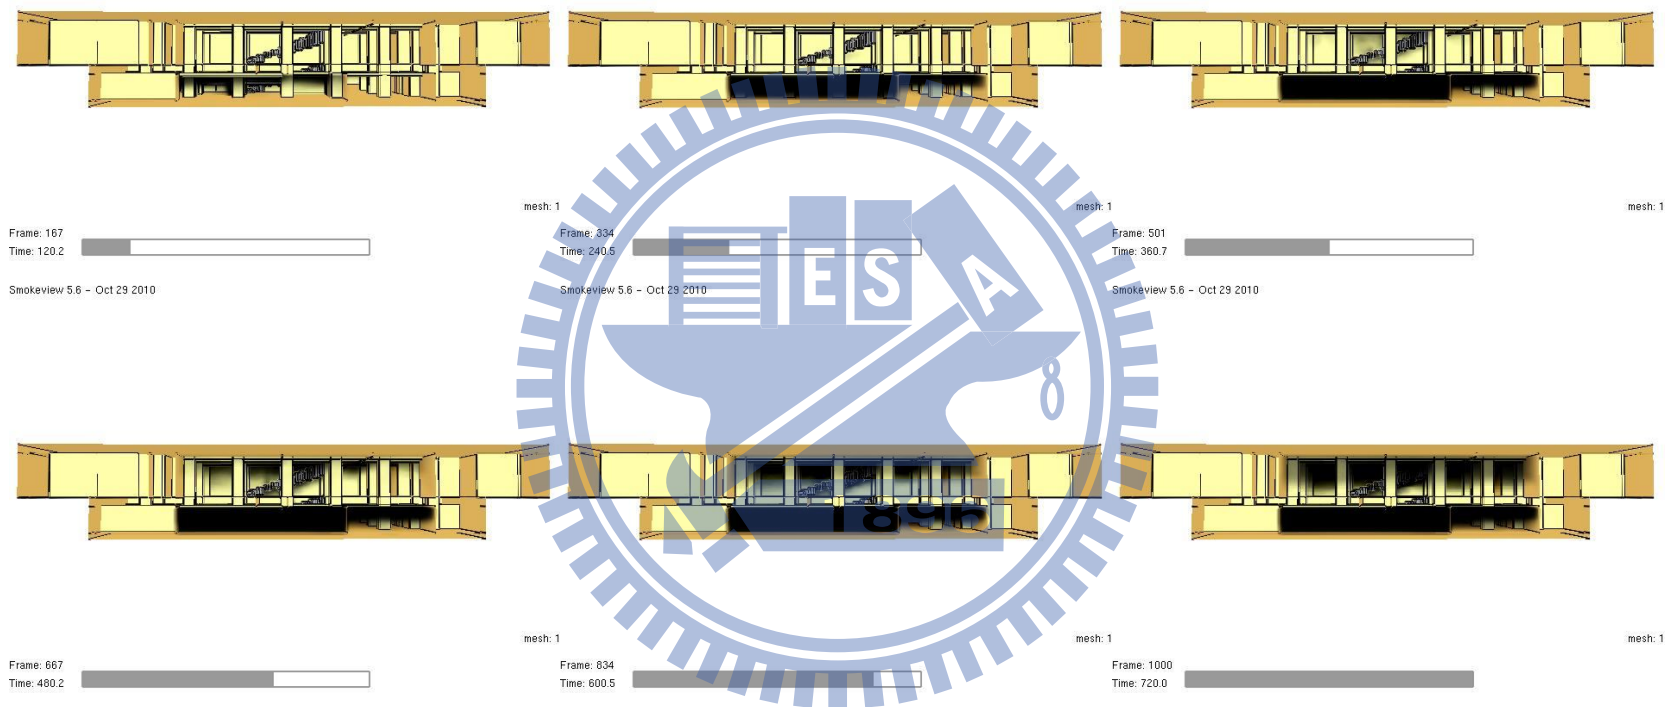 mesh: 1
mesh: 1
mesh: 1
Frame: 167
Time: 120.2
Frame: 334
Time: 240.5
Frame: 501
Time: 360.7
Smokeview 5.6 - Oct 29 2010
Smokeview 5.6 - Oct 29 2010
Smokeview 5.6 - Oct 29 2010
E S A
8
1896
mesh: 1
mesh: 1
mesh: 1
Frame: 667
Time: 480.2
Frame: 834
Time: 600.5
Frame: 1000
Time: 720.0